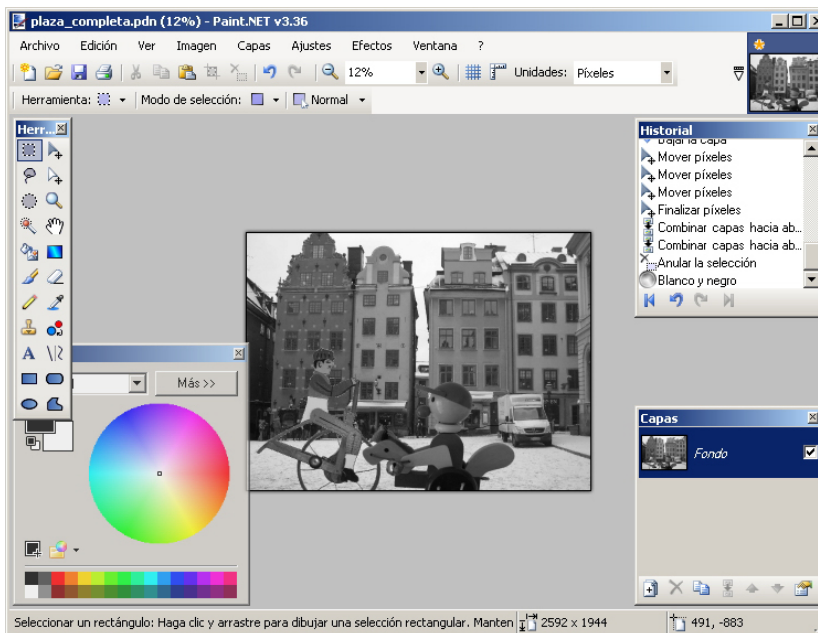 plaza_completa.pdn (12%) - Paint.NET v3.36
Archivo Edición Ver Imagen Capas Ajustes Efectos Ventana ?
12% Unidades: Píxeles
Herramienta: Modo de selección: Normal
Herr...
Historial
Bajar la capa
Mover píxeles
Mover píxeles
Mover píxeles
Finalizar píxeles
Combinar capas hacia ab...
Combinar capas hacia ab...
Anular la selección
Blanco y negro
Más >>
Capas
Fondo
Seleccionar un rectángulo: Haga clic y arrastre para dibujar una selección rectangular. Manten 2592 x 1944 491, -883